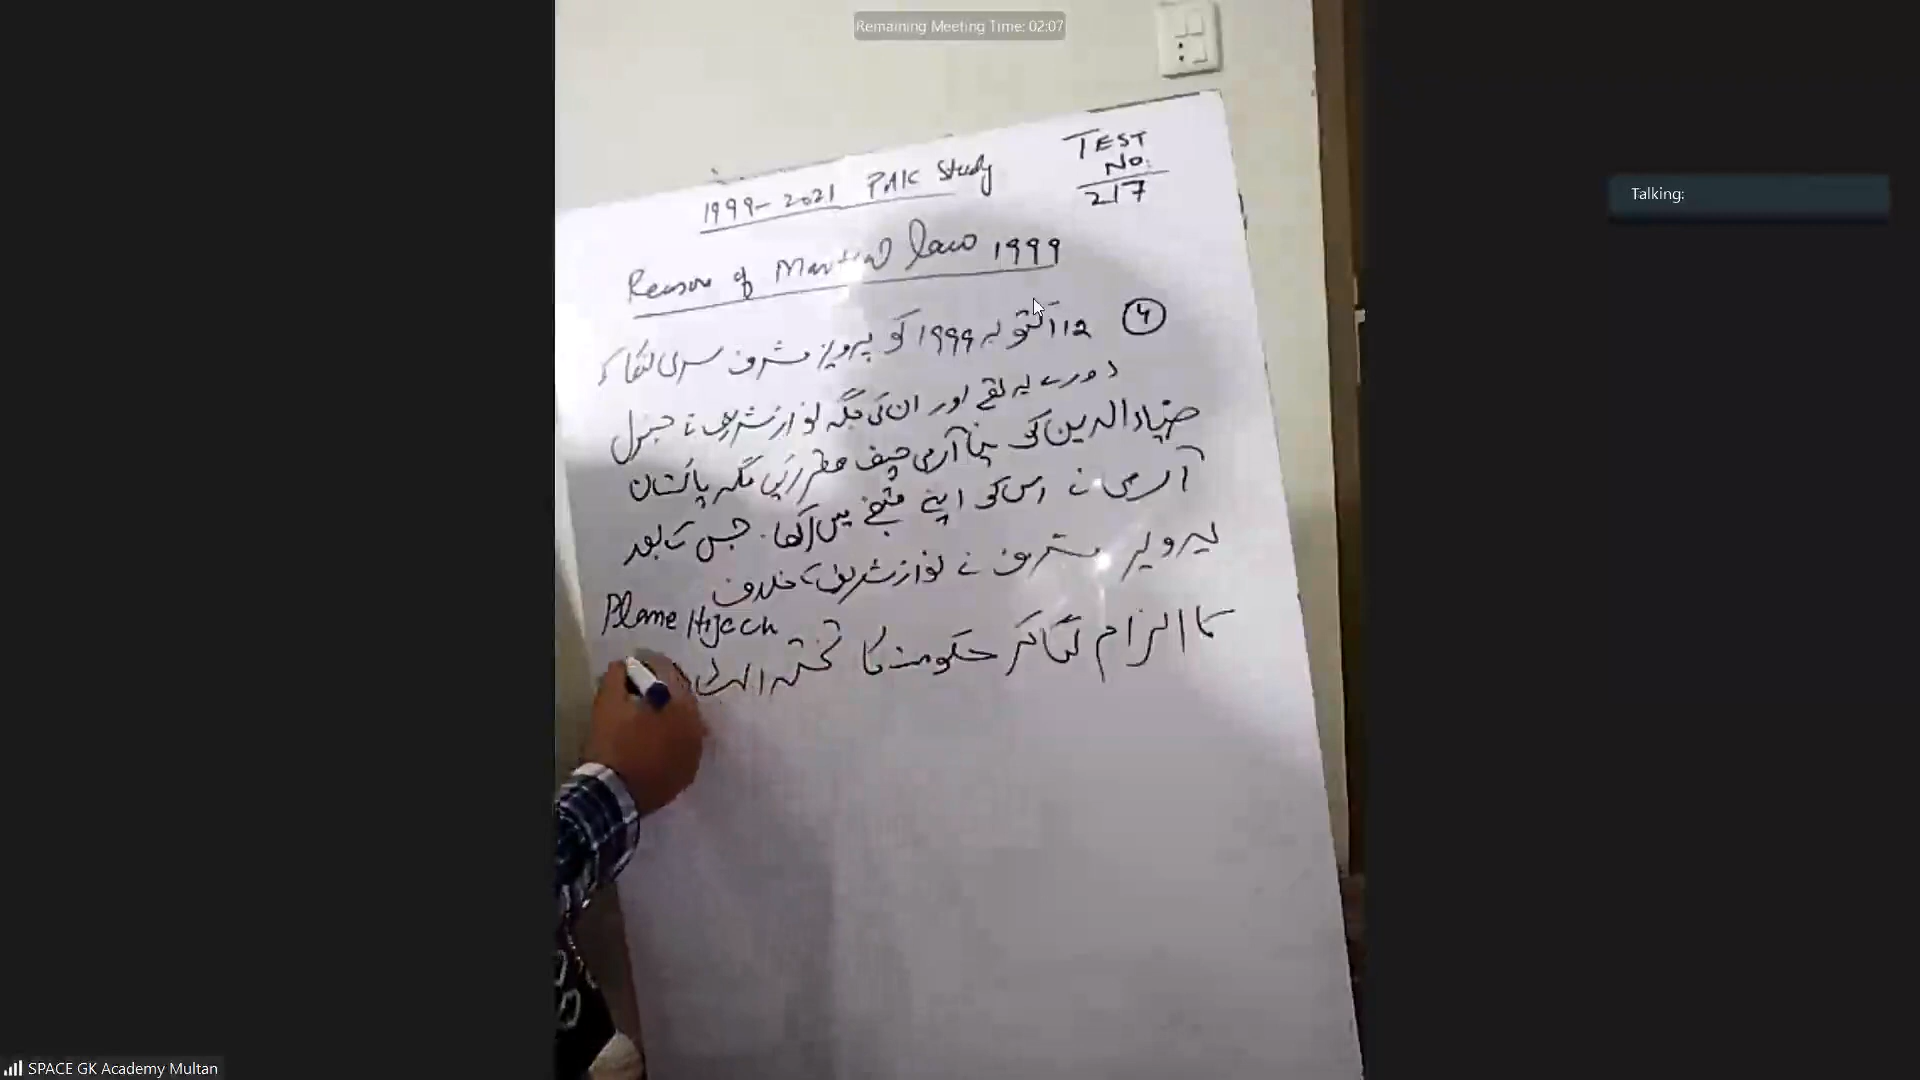 Remaining Meeting Time: 02:07
TEST
No.
217
1999-2021 PAK Study
Reason of Martial law 1999
④ 12 اکتوبر 1999 کو پرویز مشرف سری لنکا کے
دورے پہ تھے اور ان کی جگہ نواز شریف نے جنرل
ضیاء الدین کو نیا آرمی چیف مقرر کیا مگر پاکستان
آرمی نے اس کو اپنے قبضے میں رکھا۔ جس کے بعد
پرویز مشرف نے نواز شریف کے خلاف
Plane Hijack
کا الزام لگا کر حکومت کا تختہ الٹ
Talking:
SPACE GK Academy Multan